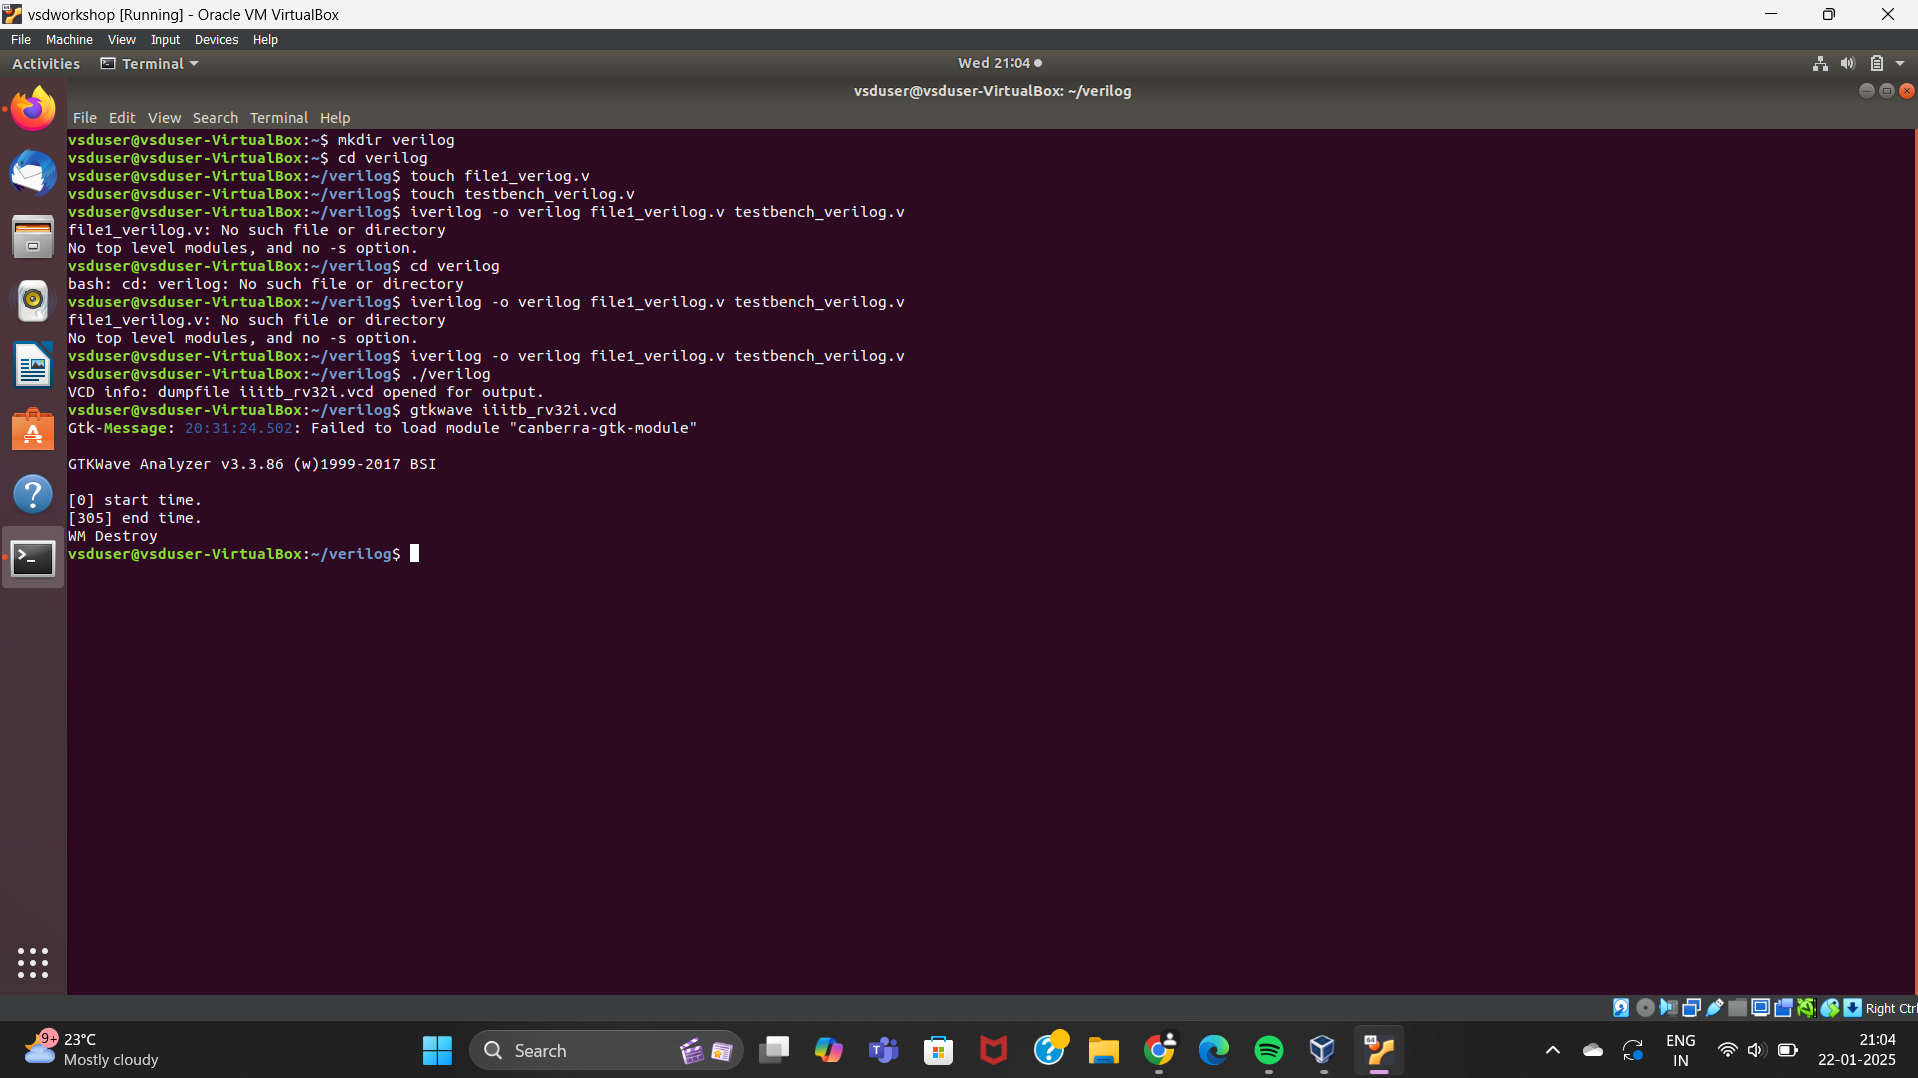 vsdworkshop [Running] - Oracle VM VirtualBox
File Machine View Input Devices Help
Activities Terminal Wed 21:04
vsduser@vsduser-VirtualBox: ~/verilog
File Edit View Search Terminal Help
vsduser@vsduser-VirtualBox:~$ mkdir verilog
vsduser@vsduser-VirtualBox:~$ cd verilog
vsduser@vsduser-VirtualBox:~/verilog$ touch file1_veriog.v
vsduser@vsduser-VirtualBox:~/verilog$ touch testbench_verilog.v
vsduser@vsduser-VirtualBox:~/verilog$ iverilog -o verilog file1_verilog.v testbench_verilog.v
file1_verilog.v: No such file or directory
No top level modules, and no -s option.
vsduser@vsduser-VirtualBox:~/verilog$ cd verilog
bash: cd: verilog: No such file or directory
vsduser@vsduser-VirtualBox:~/verilog$ iverilog -o verilog file1_verilog.v testbench_verilog.v
file1_verilog.v: No such file or directory
No top level modules, and no -s option.
vsduser@vsduser-VirtualBox:~/verilog$ iverilog -o verilog file1_verilog.v testbench_verilog.v
vsduser@vsduser-VirtualBox:~/verilog$ ./verilog
VCD info: dumpfile iiitb_rv32i.vcd opened for output.
vsduser@vsduser-VirtualBox:~/verilog$ gtkwave iiitb_rv32i.vcd
Gtk-Message: 20:31:24.502: Failed to load module "canberra-gtk-module"
GTKWave Analyzer v3.3.86 (w)1999-2017 BSI
[0] start time.
[305] end time.
WM Destroy
vsduser@vsduser-VirtualBox:~/verilog$
Right Ctrl
9+ 23°C
Mostly cloudy
Search
64
ENG
IN
21:04
22-01-2025